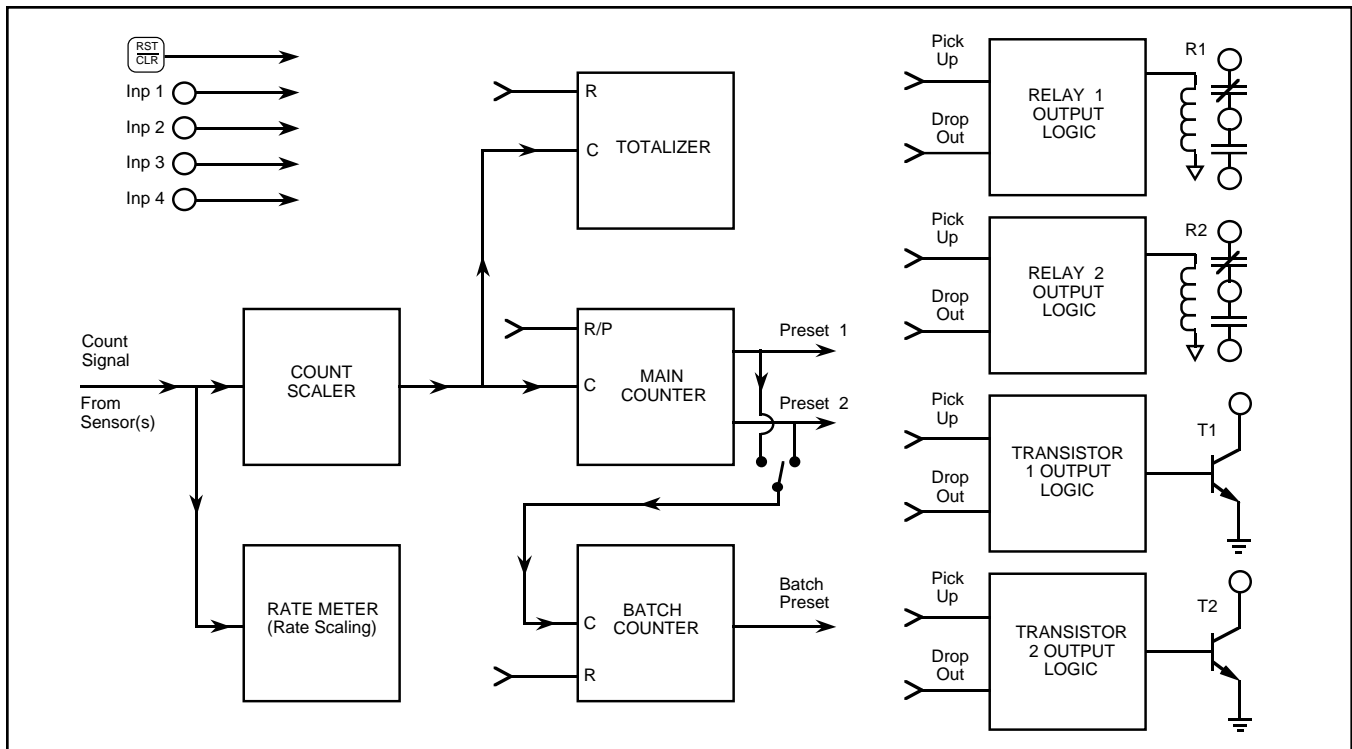 RST
CLR
Inp 1
Inp 2
Inp 3
Inp 4
R
C
TOTALIZER
Count
Signal
From
Sensor(s)
COUNT
SCALER
R/P
C
MAIN
COUNTER
Preset 1
Preset 2
RATE METER
(Rate Scaling)
C
R
BATCH
COUNTER
Batch
Preset
Pick
Up
Drop
Out
RELAY 1
OUTPUT
LOGIC
R1
Pick
Up
Drop
Out
RELAY 2
OUTPUT
LOGIC
R2
Pick
Up
Drop
Out
TRANSISTOR
1 OUTPUT
LOGIC
T1
Pick
Up
Drop
Out
TRANSISTOR
2 OUTPUT
LOGIC
T2